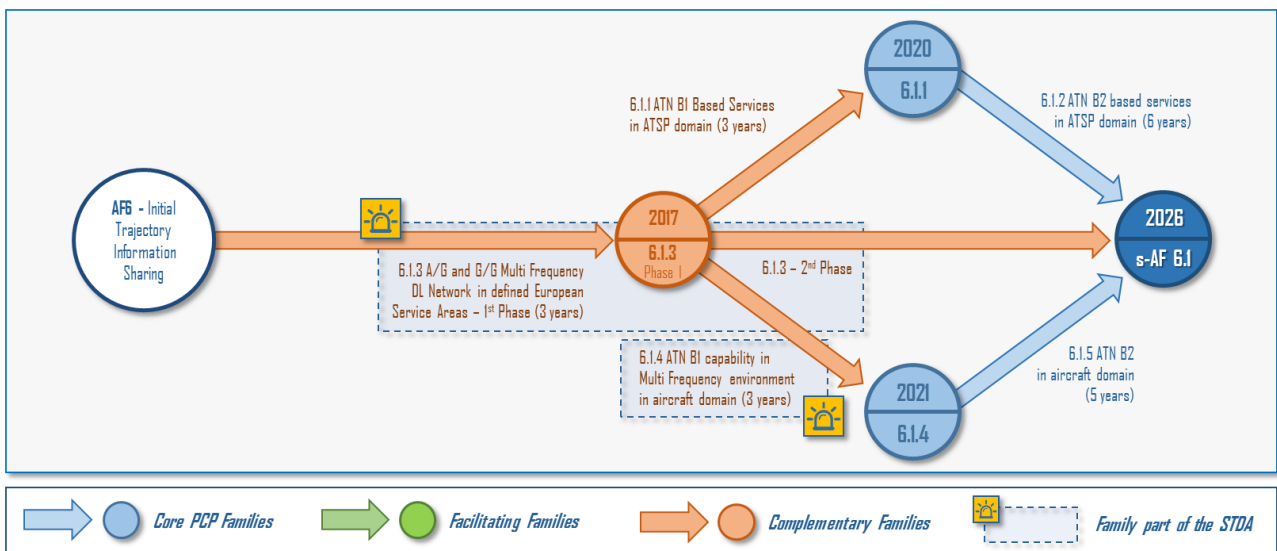 AF6 - Initial
Trajectory
Information
Sharing
6.1.3 A/G and G/G Multi Frequency
DL Network in defined European
Service Areas – 1st Phase (3 years)
2017
6.1.3
Phase I
6.1.1 ATN B1 Based Services
in ATSP domain (3 years)
2020
6.1.1
6.1.2 ATN B2 based services
in ATSP domain (6 years)
6.1.3 – 2nd Phase
6.1.4 ATN B1 capability in
Multi Frequency environment
in aircraft domain (3 years)
2021
6.1.4
6.1.5 ATN B2
in aircraft domain
(5 years)
2026
s-AF 6.1
Core PCP Families
Facilitating Families
Complementary Families
Family part of the STDA